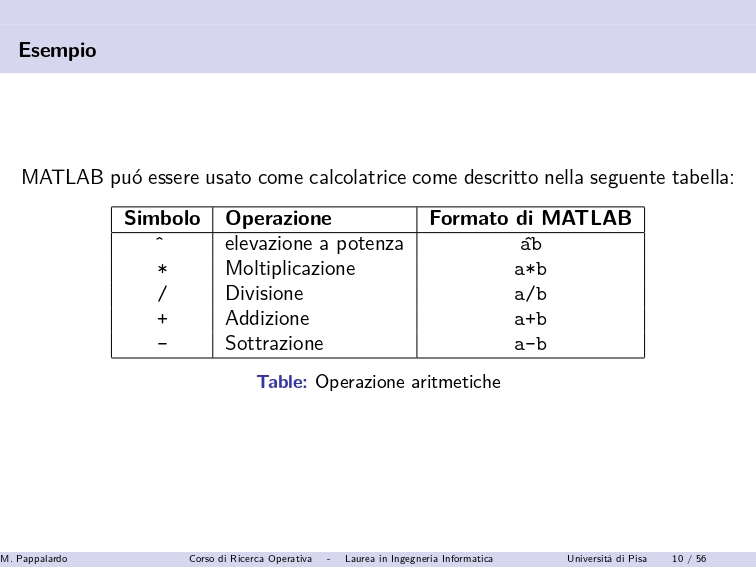 Esempio
MATLAB puó essere usato come calcolatrice come descritto nella seguente tabella:
Simbolo Operazione Formato di MATLAB
^ elevazione a potenza a^b
* Moltiplicazione a*b
/ Divisione a/b
+ Addizione a+b
- Sottrazione a-b
Table: Operazione aritmetiche
M. Pappalardo Corso di Ricerca Operativa - Laurea in Ingegneria Informatica Universitá di Pisa 10 / 56